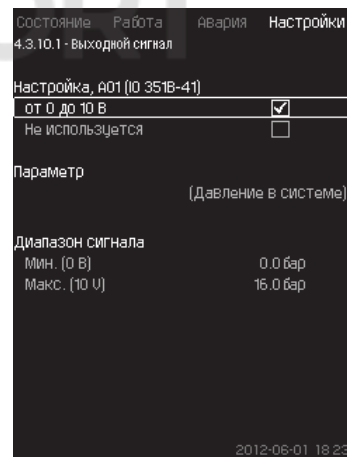 Состояние Работа Авария Настройки
4.3.10.1 - Выходной сигнал
Настройка, AO1 (IO 351B-41)
от 0 до 10 В
Не используется
Параметр
(Давление в системе)
Диапазон сигнала
Мин. (0 В) 0.0 бар
Макс. (10 V) 16.0 бар
2012-06-01 18:23